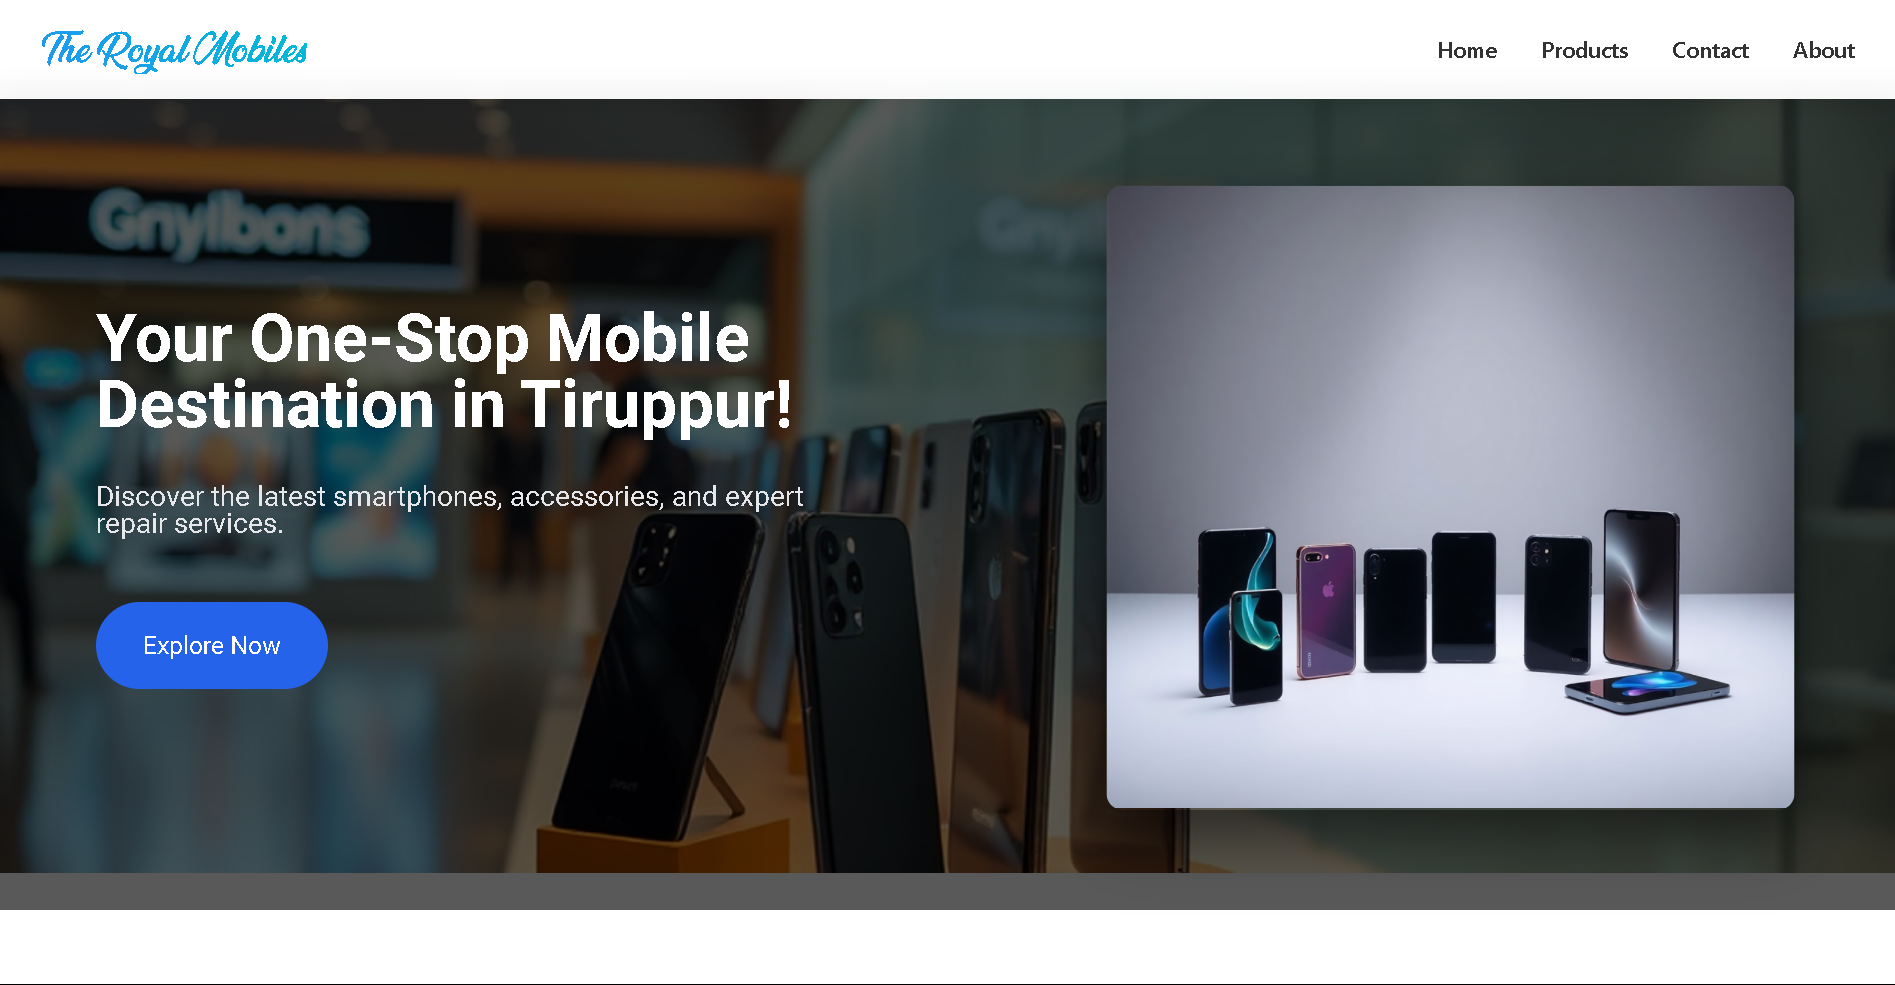 The Royal Mobiles
Home Products Contact About
Gnylbons
Your One-Stop Mobile
Destination in Tiruppur!
Discover the latest smartphones, accessories, and expert
repair services.
Explore Now